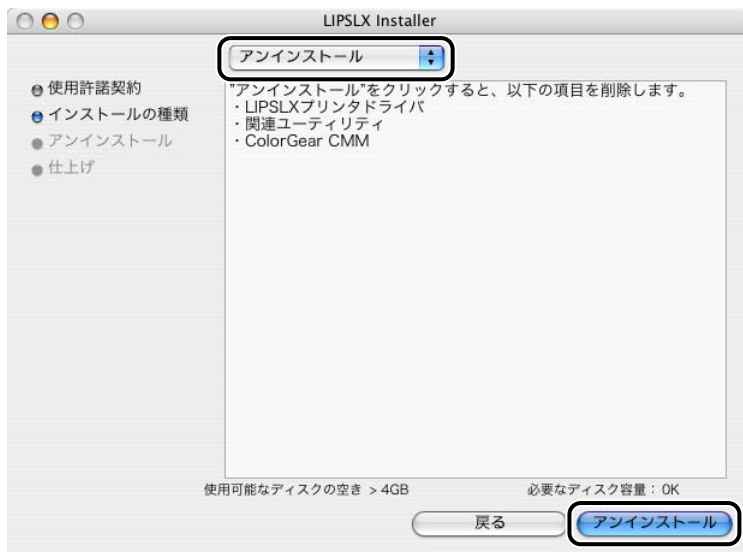 LIPSLX Installer
アンインストール
使用許諾契約
インストールの種類
アンインストール
仕上げ
"アンインストール"をクリックすると、以下の項目を削除します。
・LIPSLXプリンタドライバ
・関連ユーティリティ
・ColorGear CMM
使用可能なディスクの空き > 4GB
必要なディスク容量： 0K
戻る
アンインストール